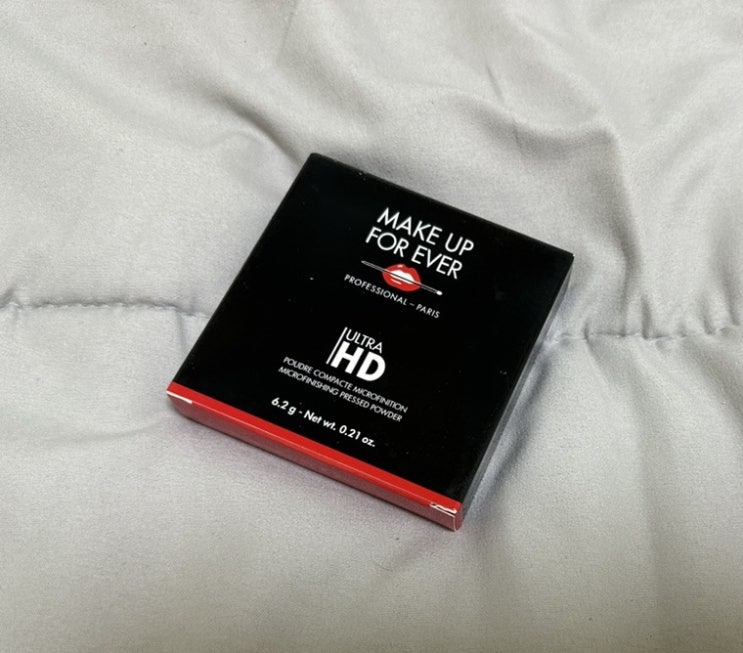 MAKE UP
FOR EVER
PROFESSIONAL – PARIS
ULTRA
HD
POUDRE COMPACTE MICROFINITION
MICROFINISHING PRESSED POWDER
6.2 g - Net wt. 0.21 oz.